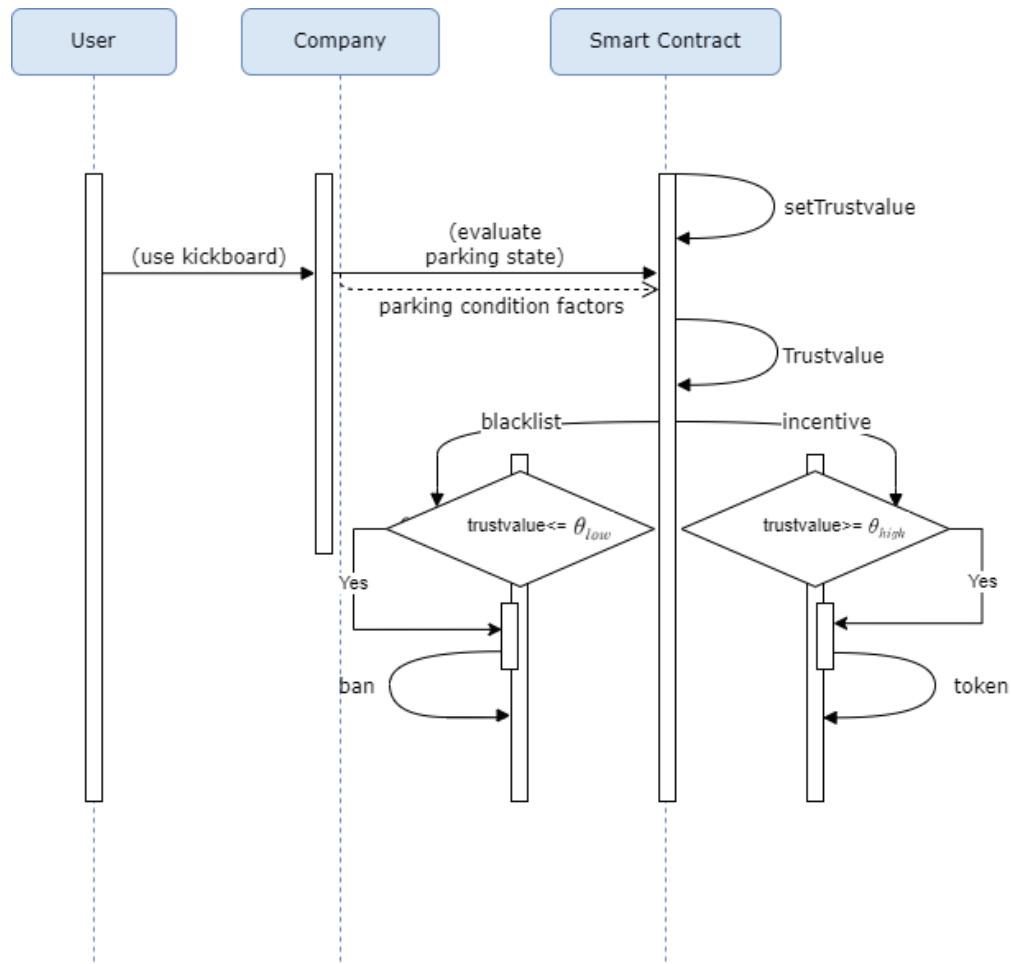 User
Company
Smart Contract
setTrustvalue
(use kickboard)
(evaluate
parking state)
parking condition factors
Trustvalue
blacklist
incentive
trustvalue<= θlow
trustvalue>= θhigh
Yes
Yes
ban
token